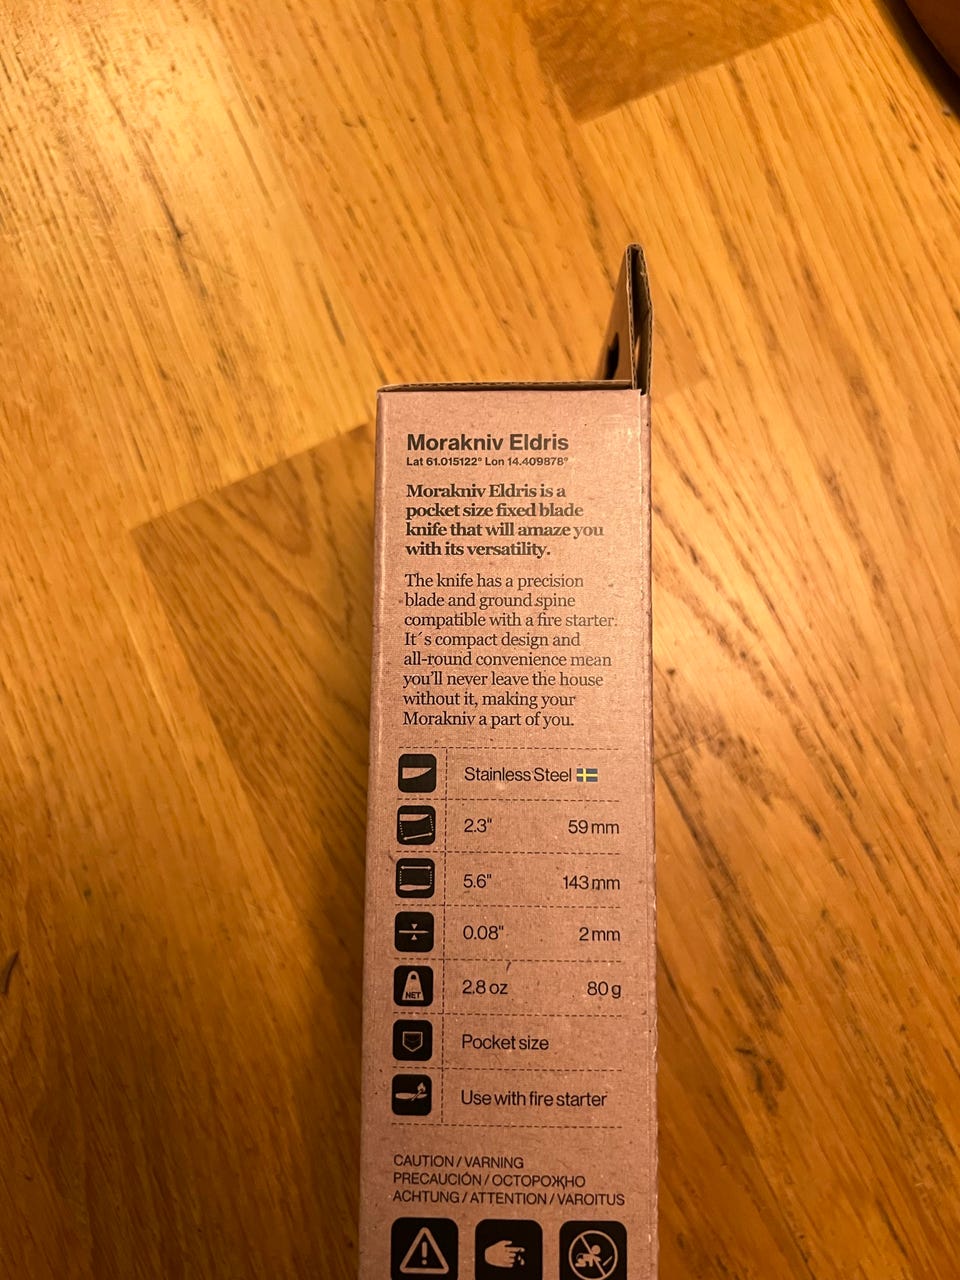 Morakniv Eldris
Lat 61.015122° Lon 14.409878°
Morakniv Eldris is a
pocket size fixed blade
knife that will amaze you
with its versatility.
The knife has a precision
blade and ground spine
compatible with a fire starter.
It´s compact design and
all-round convenience mean
you'll never leave the house
without it, making your
Morakniv a part of you.
Stainless Steel
2.3" 59 mm
5.6" 143 mm
0.08" 2 mm
NET 2.8 oz 80 g
Pocket size
Use with fire starter
CAUTION / VARNING
PRECAUCIÓN / ОСТОРОЖНО
ACHTUNG / ATTENTION / VAROITUS